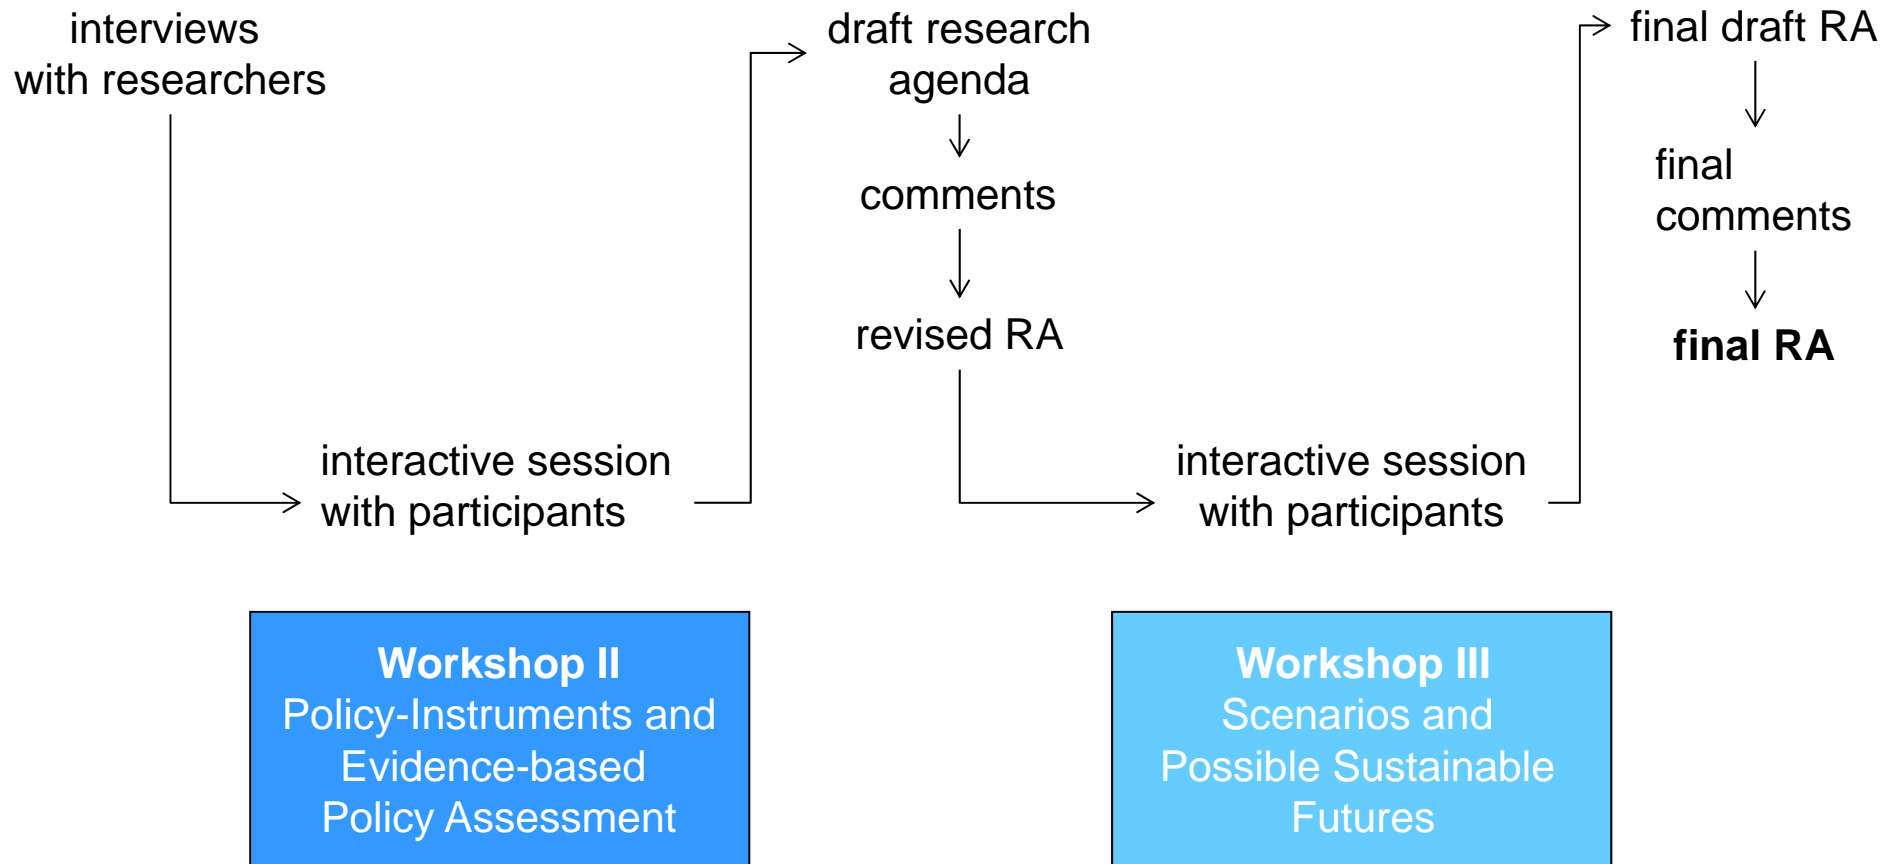 interviews
with researchers
interactive session
with participants
draft research
agenda
comments
revised RA
interactive session
with participants
final draft RA
final
comments
final RA
Workshop II
Policy-Instruments and
Evidence-based
Policy Assessment
Workshop III
Scenarios and
Possible Sustainable
Futures